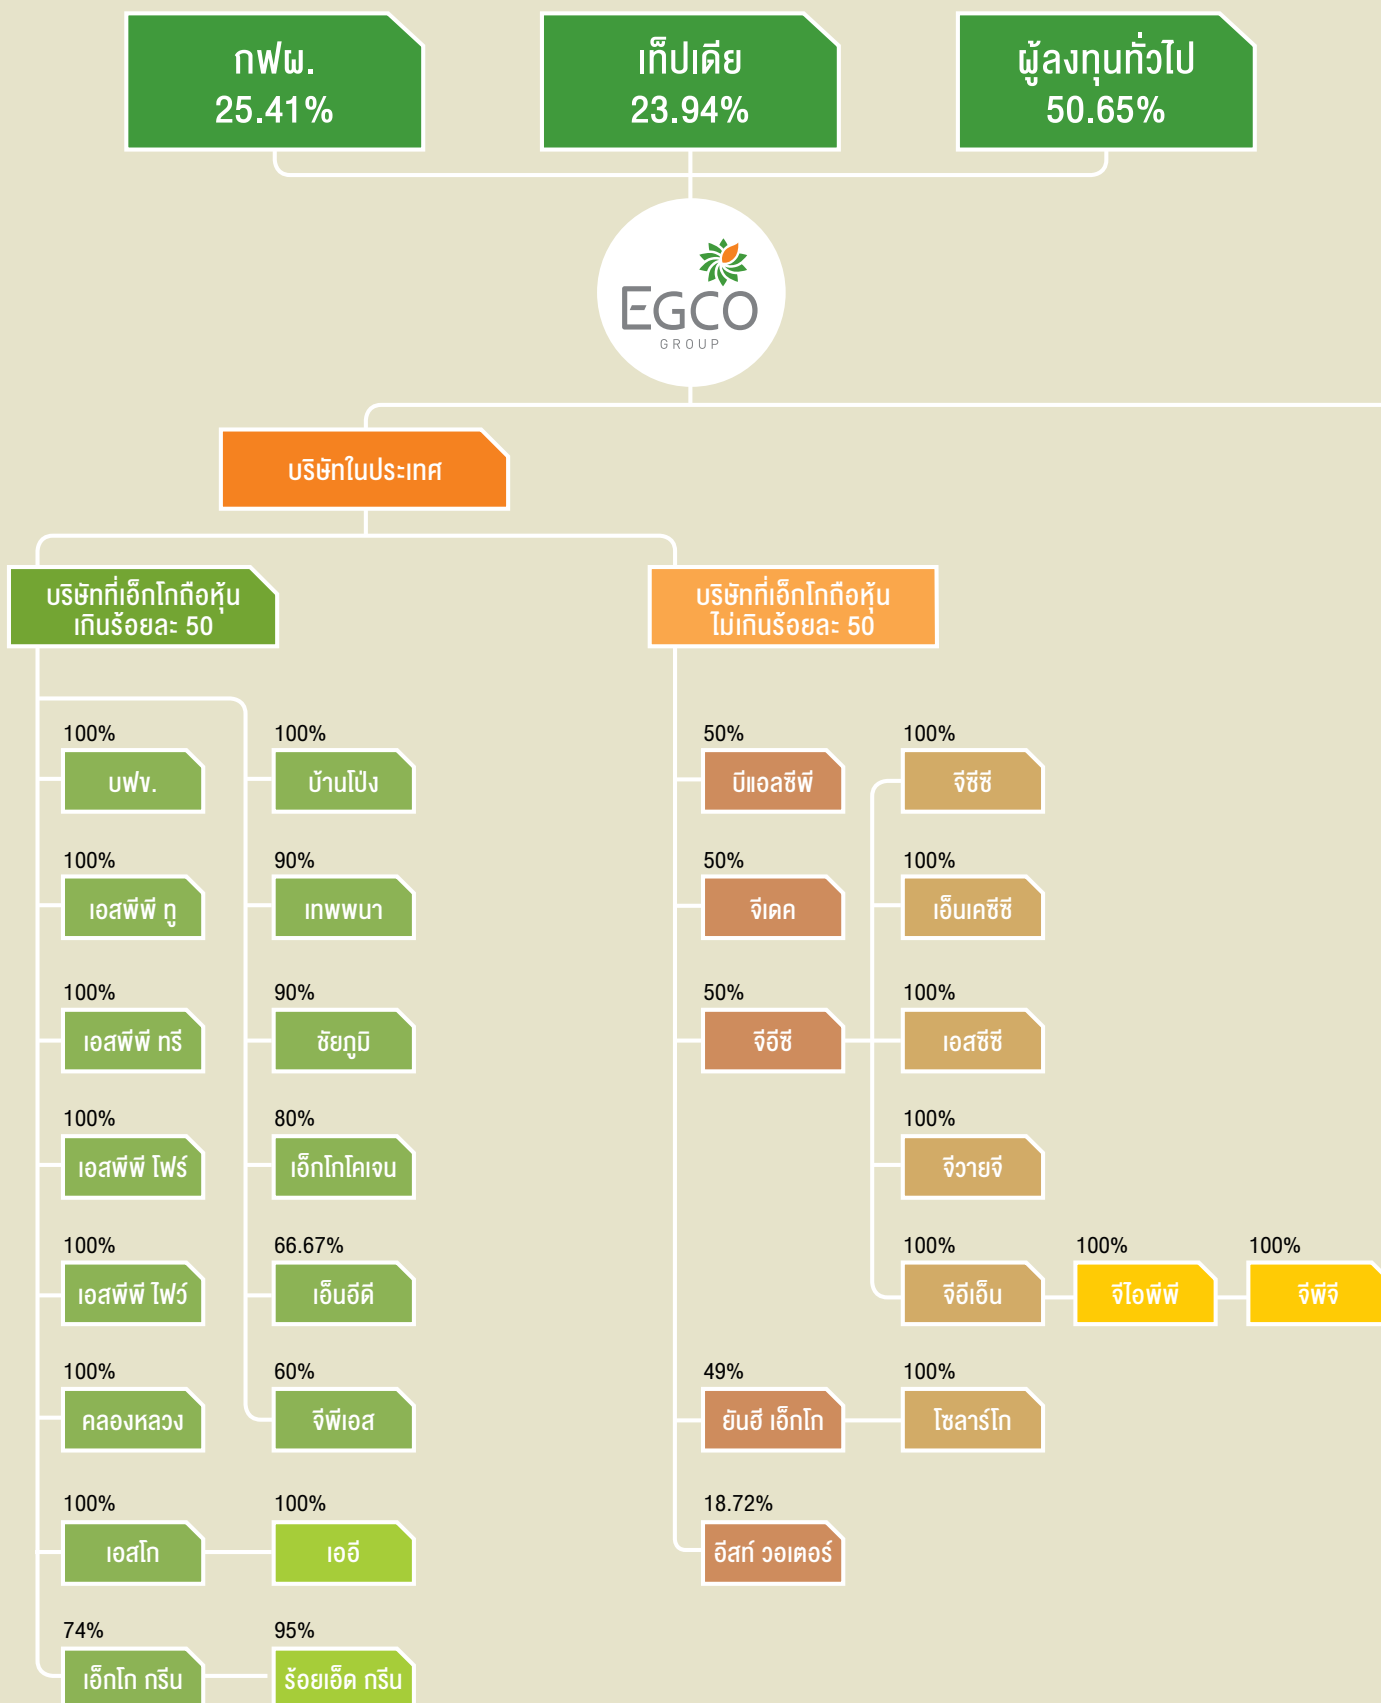 กฟผ.
25.41%
เท็ปเดีย
23.94%
ผู้ลงทุนทั่วไป
50.65%
EGCO
GROUP
บริษัทในประเทศ
บริษัทที่เอ็กโกถือหุ้น
เกินร้อยละ 50
บริษัทที่เอ็กโกถือหุ้น
ไม่เกินร้อยละ 50
100%
บฟข.
100%
บ้านโป่ง
50%
บีแอลซีพี
100%
จีซีซี
100%
เอสพีพี ทู
90%
เทพพนา
50%
จีเดค
100%
เอ็นเคซีซี
100%
เอสพีพี ทรี
90%
ชัยภูมิ
50%
จีอีซี
100%
เอสซีซี
100%
เอสพีพี โฟร์
80%
เอ็กโกโคเจน
100%
จีวายจี
100%
เอสพีพี ไฟว์
66.67%
เอ็นอีดี
100%
จีอีเอ็น
100%
จีไอพีพี
100%
จีพีจี
100%
คลองหลวง
60%
จีพีเอส
49%
ยันฮี เอ็กโก
100%
โซลาร์โก
100%
เอสโก
100%
เออี
18.72%
อีสท์ วอเตอร์
74%
เอ็กโก กรีน
95%
ร้อยเอ็ด กรีน